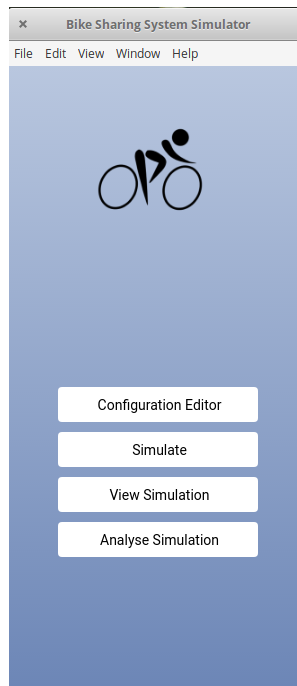 Bike Sharing System Simulator
File Edit View Window Help
Configuration Editor
Simulate
View Simulation
Analyse Simulation